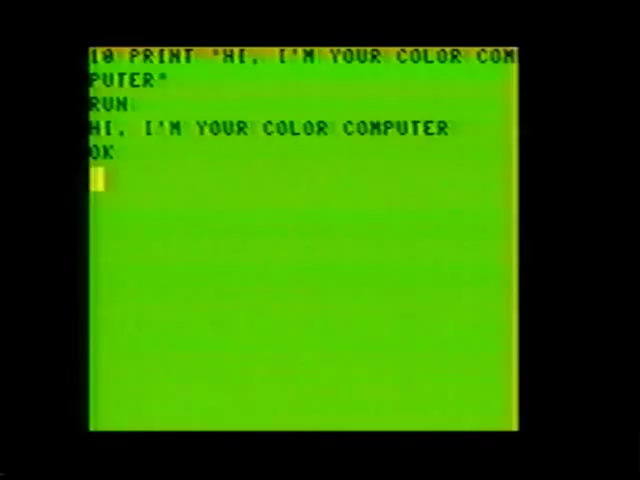 10 PRINT "HI, I'M YOUR COLOR COM
PUTER"
RUN
HI, I'M YOUR COLOR COMPUTER
OK